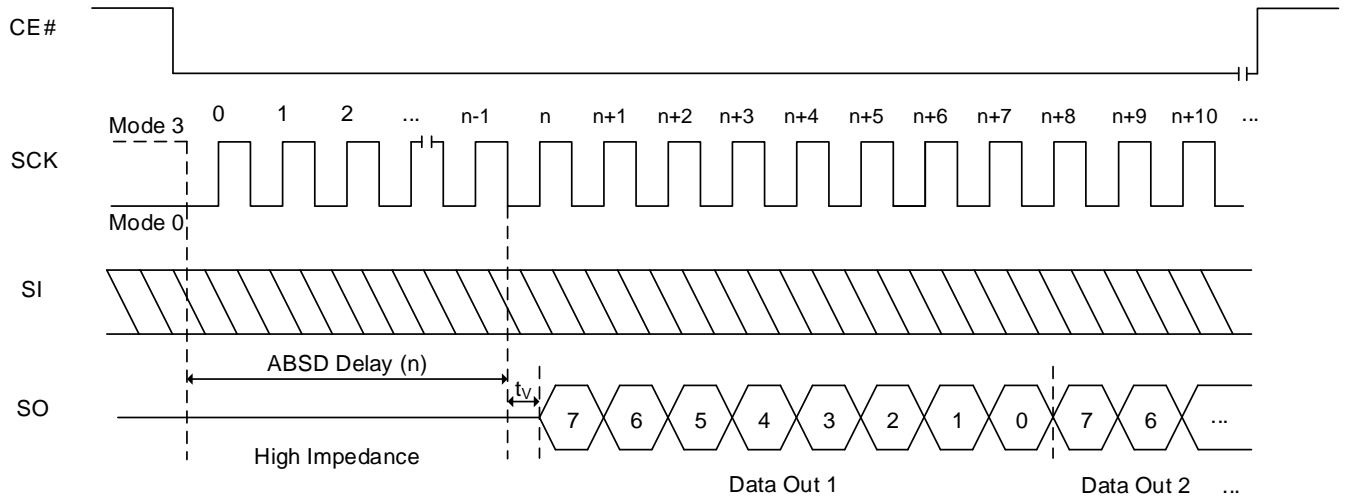 CE#
0 1 2 ... n-1 n n+1 n+2 n+3 n+4 n+5 n+6 n+7 n+8 n+9 n+10 ...
Mode 3
SCK
Mode 0
SI
ABSD Delay (n)
tV
SO
7 6 5 4 3 2 1 0 7 6 ...
High Impedance
Data Out 1 Data Out 2 ...